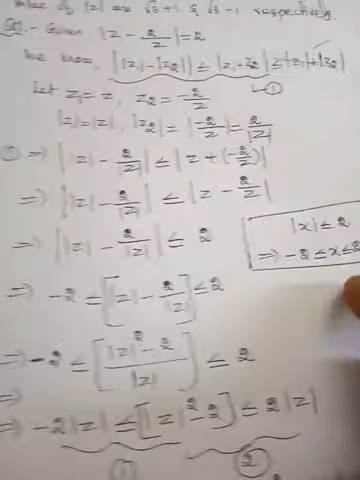 value of |z| are √3+1 & √3-1 respectively.
Sol:- Given |z - 2/z| = 2
We know, ||z₁| - |z₂|| ≤ |z₁ - z₂| ≤ |z₁| + |z₂|
Let z₁ = z, z₂ = -2/z ①
|z| = |z|, |z₂| = |-2/z| = 2/|z|
① ⇒ ||z| - 2/|z|| ≤ |z + (-2/z)|
⇒ ||z| - 2/|z|| ≤ |z - 2/z|
⇒ ||z| - 2/|z|| ≤ 2
|x| ≤ 2
⇒ -2 ≤ x ≤ 2
⇒ -2 ≤ [|z| - 2/|z|] ≤ 2
⇒ -2 ≤ [|z|² - 2 / |z|] ≤ 2
⇒
⇒ -2|z| ≤ [|z|² - 2] ≤ 2|z|
① ②